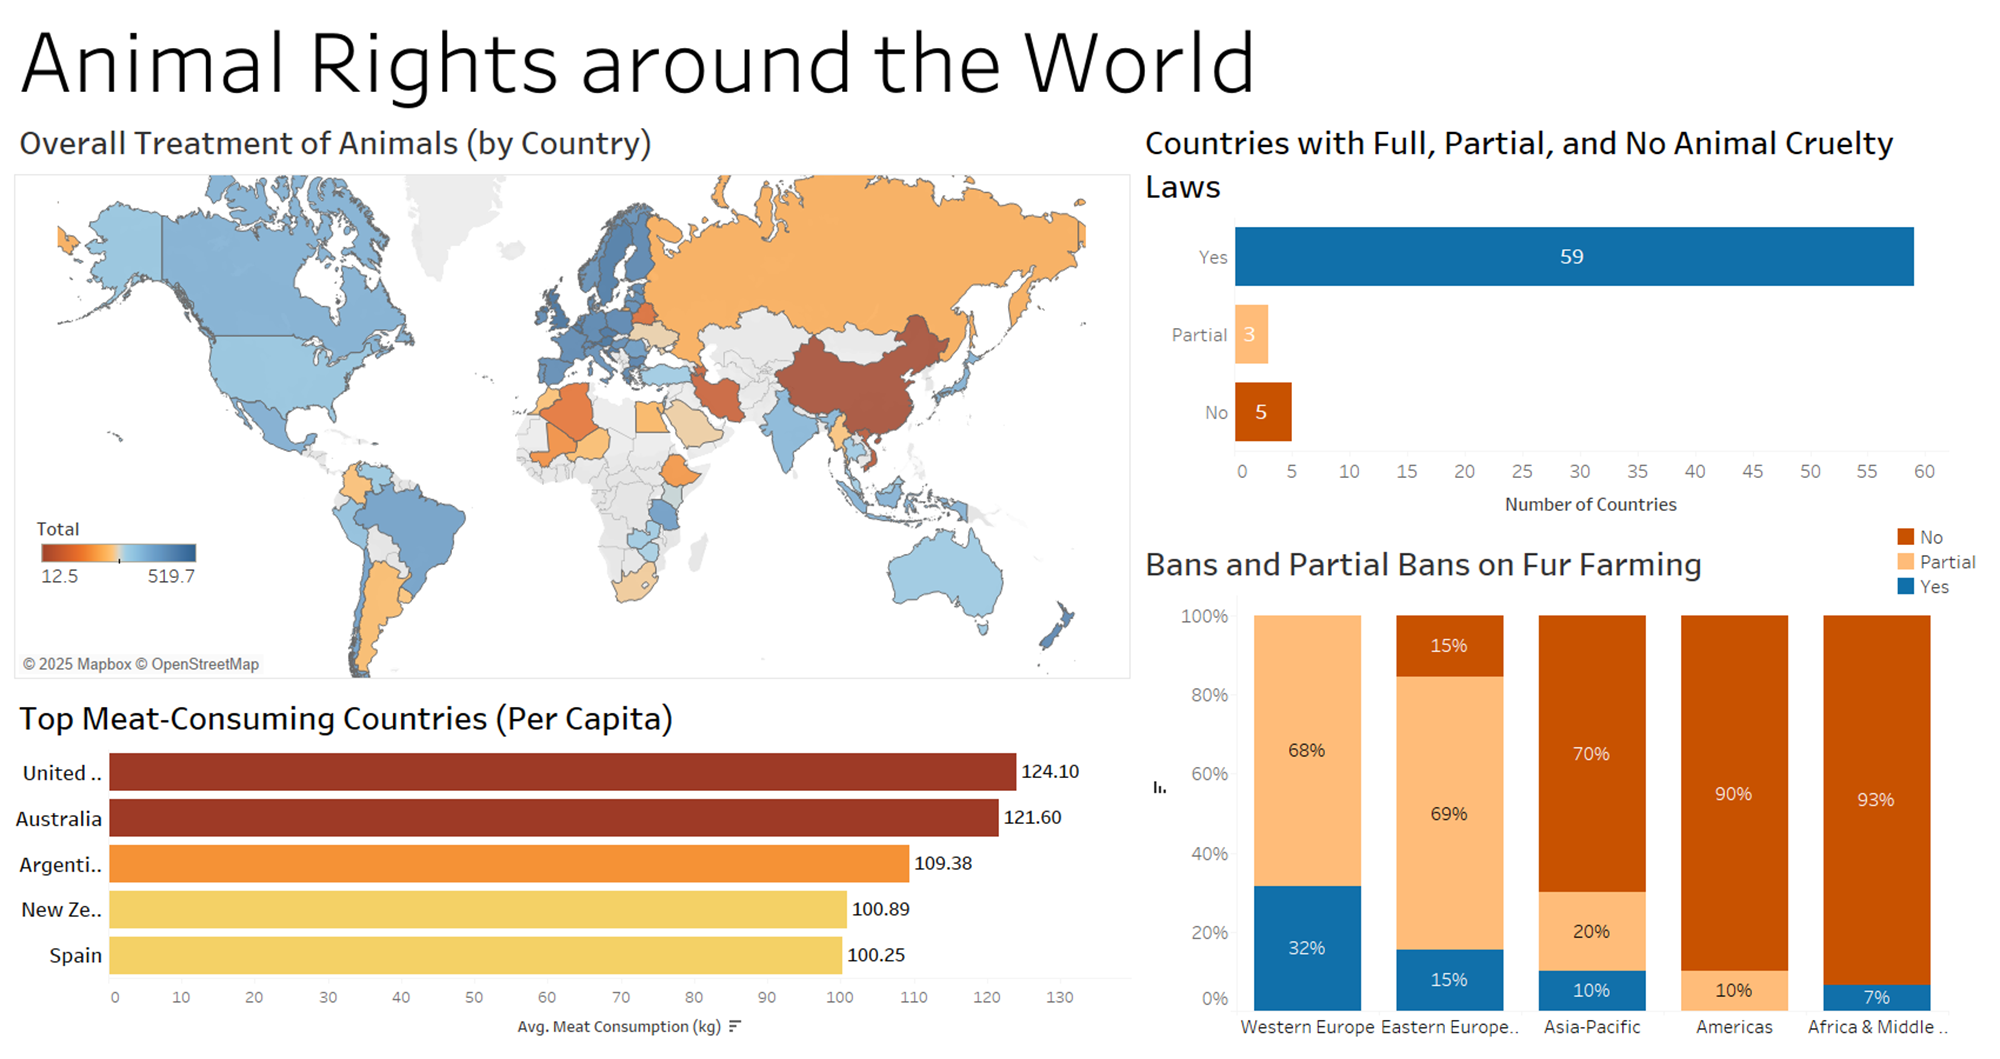 Animal Rights around the World
Overall Treatment of Animals (by Country)
Total
12.5 519.7
© 2025 Mapbox © OpenStreetMap
Top Meat-Consuming Countries (Per Capita)
United .. 124.10
Australia 121.60
Argenti.. 109.38
New Ze.. 100.89
Spain 100.25
0 10 20 30 40 50 60 70 80 90 100 110 120 130
Avg. Meat Consumption (kg)
Countries with Full, Partial, and No Animal Cruelty
Laws
Yes 59
Partial 3
No 5
0 5 10 15 20 25 30 35 40 45 50 55 60
Number of Countries
No
Partial
Yes
Bans and Partial Bans on Fur Farming
100%
80%
60%
40%
20%
0%
68%
32%
15%
69%
15%
70%
20%
10%
90%
10%
93%
7%
Western Europe Eastern Europe.. Asia-Pacific Americas Africa & Middle ..